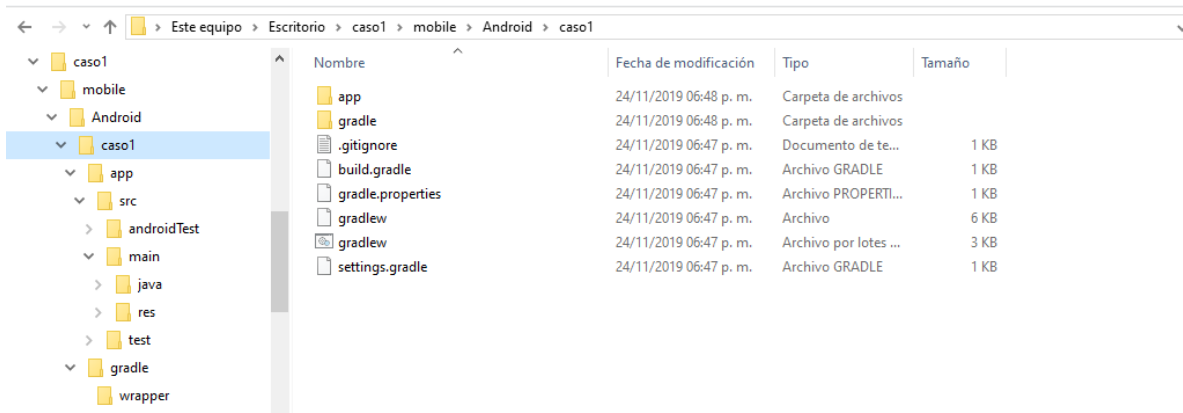 Este equipo > Escritorio > caso1 > mobile > Android > caso1
caso1
mobile
Android
caso1
app
src
androidTest
main
java
res
test
gradle
wrapper
Nombre Fecha de modificación Tipo Tamaño
app 24/11/2019 06:48 p. m. Carpeta de archivos
gradle 24/11/2019 06:48 p. m. Carpeta de archivos
.gitignore 24/11/2019 06:47 p. m. Documento de te... 1 KB
build.gradle 24/11/2019 06:47 p. m. Archivo GRADLE 1 KB
gradle.properties 24/11/2019 06:47 p. m. Archivo PROPERTI... 1 KB
gradlew 24/11/2019 06:47 p. m. Archivo 6 KB
gradlew 24/11/2019 06:47 p. m. Archivo por lotes ... 3 KB
settings.gradle 24/11/2019 06:47 p. m. Archivo GRADLE 1 KB